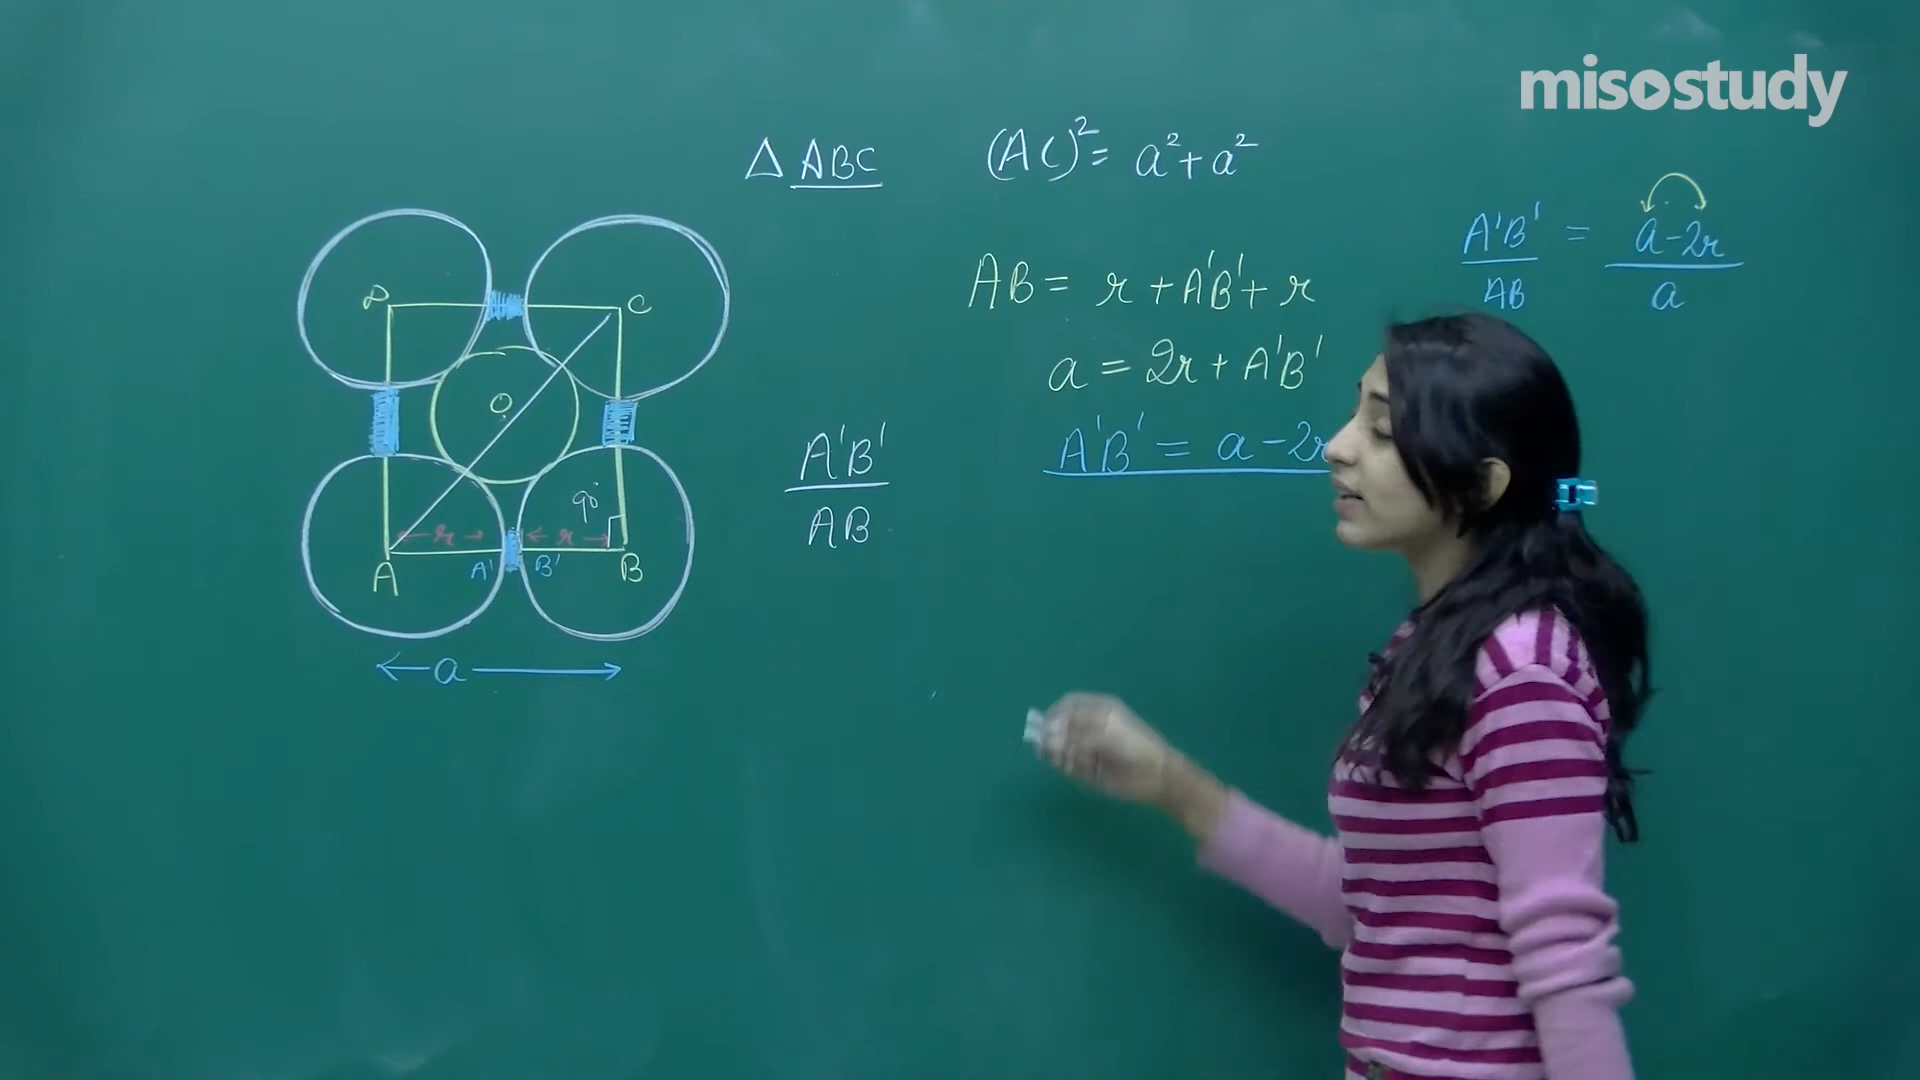 misostudy
△ ABC (AC)² = a² + a²
A'B' / AB = a - 2r / a
AB = r + A'B' + r
a = 2r + A'B'
A'B' = a - 2r
A'B' / AB
D C
O
90°
r r
A A' B' B
a